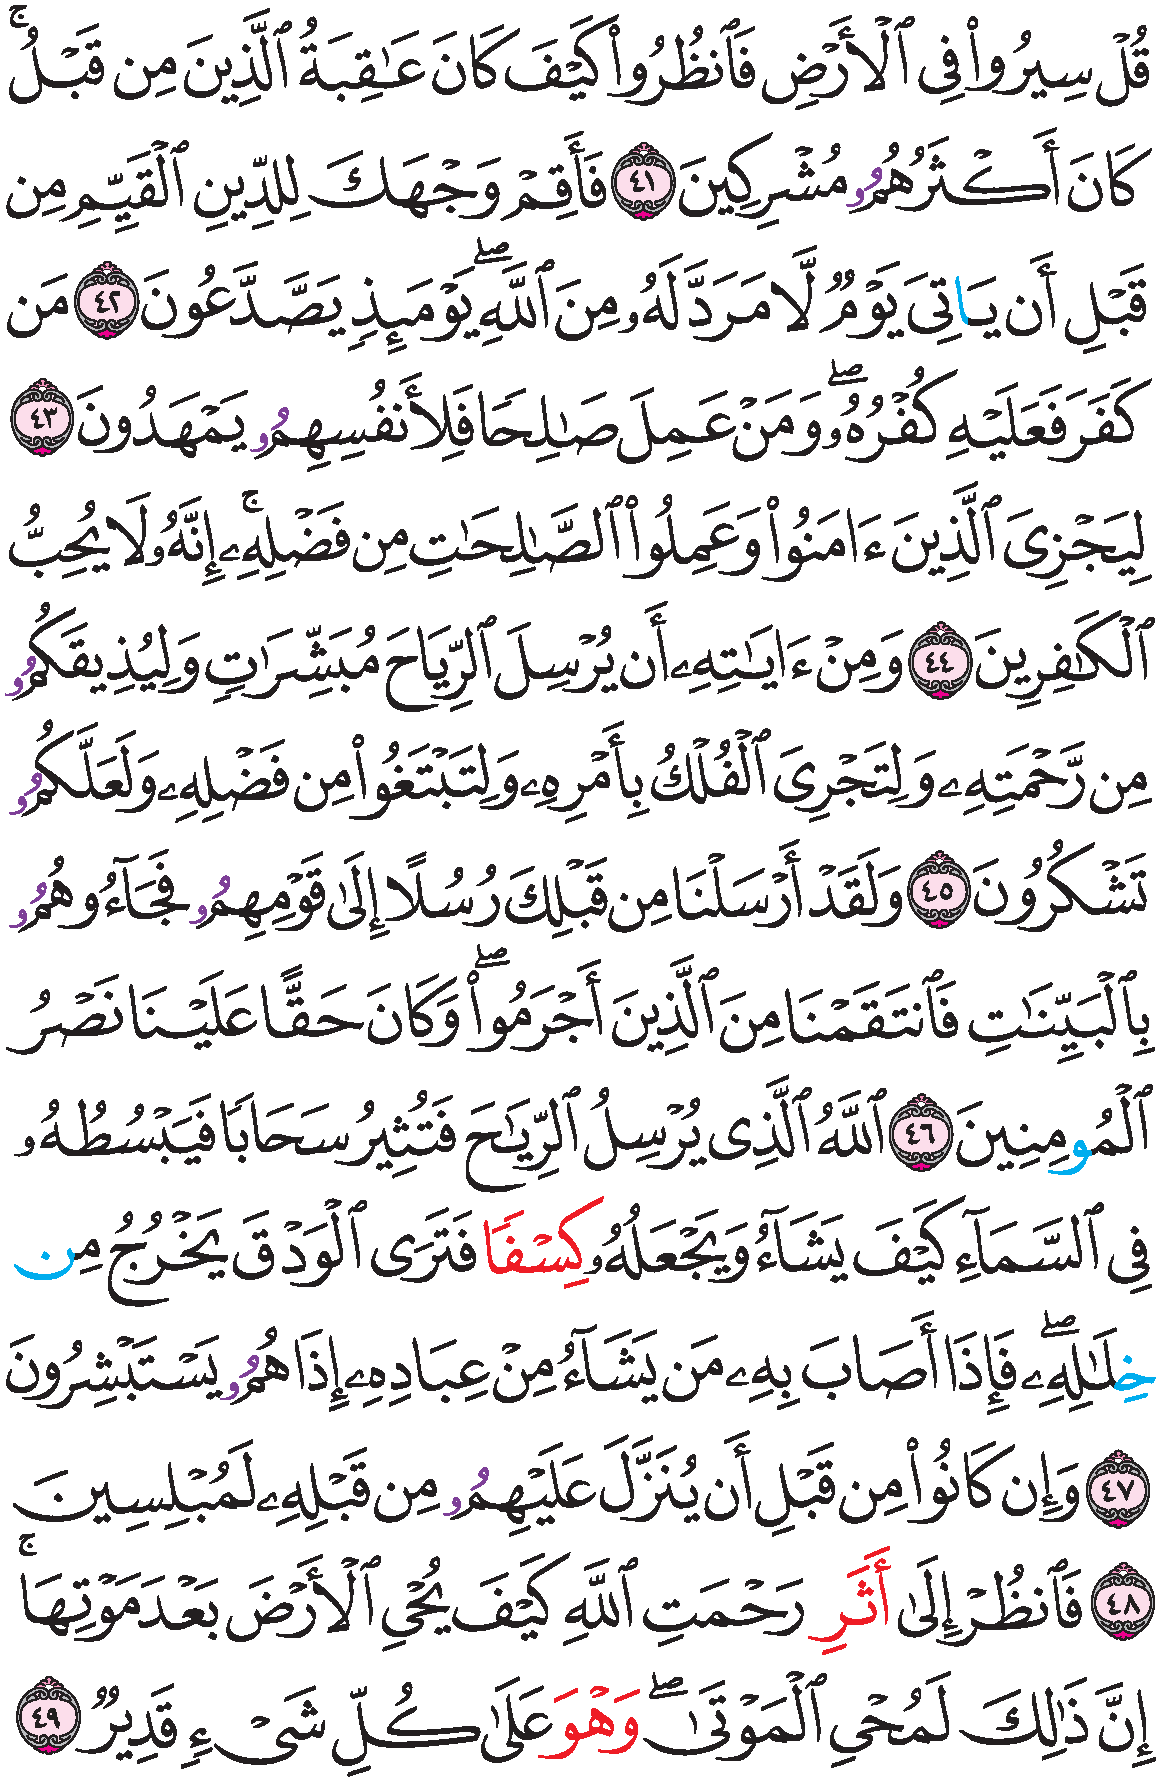 قُلۡ سِيرُواْ فِي ٱلۡأَرۡضِ فَٱنظُرُواْ كَيۡفَ كَانَ عَٰقِبَةُ ٱلَّذِينَ مِن قَبۡلُۚ
كَانَ أَكۡثَرُهُمُۥ مُشۡرِكِينَ ٤١ فَأَقِمۡ وَجۡهَكَ لِلدِّينِ ٱلۡقَيِّمِ مِن
قَبۡلِ أَن يَاتِيَ يَوۡمٞ لَّا مَرَدَّ لَهُۥ مِنَ ٱللَّهِۖ يَوۡمَئِذٖ يَصَّدَّعُونَ ٤٢ مَن
كَفَرَ فَعَلَيۡهِ كُفۡرُهُۥۖ وَمَنۡ عَمِلَ صَٰلِحٗا فَلِأَنفُسِهِمُۥ يَمۡهَدُونَ ٤٣
لِيَجۡزِيَ ٱلَّذِينَ ءَامَنُواْ وَعَمِلُواْ ٱلصَّٰلِحَٰتِ مِن فَضۡلِهِۦۚ إِنَّهُۥ لَا يُحِبُّ
ٱلۡكَٰفِرِينَ ٤٤ وَمِنۡ ءَايَٰتِهِۦ أَن يُرۡسِلَ ٱلرِّيَاحَ مُبَشِّرَٰتٖ وَلِيُذِيقَكُمُۥ
مِن رَّحۡمَتِهِۦ وَلِتَجۡرِيَ ٱلۡفُلۡكُ بِأَمۡرِهِۦ وَلِتَبۡتَغُواْ مِن فَضۡلِهِۦ وَلَعَلَّكُمُۥ
تَشۡكُرُونَ ٤٥ وَلَقَدۡ أَرۡسَلۡنَا مِن قَبۡلِكَ رُسُلًا إِلَىٰ قَوۡمِهِمُۥ فَجَآءُوهُمُۥ
بِٱلۡبَيِّنَٰتِ فَٱنتَقَمۡنَا مِنَ ٱلَّذِينَ أَجۡرَمُواْۖ وَكَانَ حَقًّا عَلَيۡنَا نَصۡرُ
ٱلۡمُومِنِينَ ٤٦ ٱللَّهُ ٱلَّذِي يُرۡسِلُ ٱلرِّيَٰحَ فَتُثِيرُ سَحَابٗا فَيَبۡسُطُهُۥ
فِي ٱلسَّمَآءِ كَيۡفَ يَشَآءُ وَيَجۡعَلُهُۥ كِسۡفٗا فَتَرَى ٱلۡوَدۡقَ يَخۡرُجُ مِن
خِلَٰلِهِۦۖ فَإِذَا أَصَابَ بِهِۦ مَن يَشَآءُ مِنۡ عِبَادِهِۦ إِذَا هُمُۥ يَسۡتَبۡشِرُونَ
٤٧ وَإِن كَانُواْ مِن قَبۡلِ أَن يُنَزَّلَ عَلَيۡهِمُۥ مِن قَبۡلِهِۦ لَمُبۡلِسِينَ
٤٨ فَٱنظُرۡ إِلَىٰ أَثَرِ رَحۡمَتِ ٱللَّهِ كَيۡفَ يُحۡيِ ٱلۡأَرۡضَ بَعۡدَ مَوۡتِهَاۚ
إِنَّ ذَٰلِكَ لَمُحۡيِ ٱلۡمَوۡتَىٰۖ وَهۡوَ عَلَىٰ كُلِّ شَيۡءٖ قَدِيرٞ ٤٩